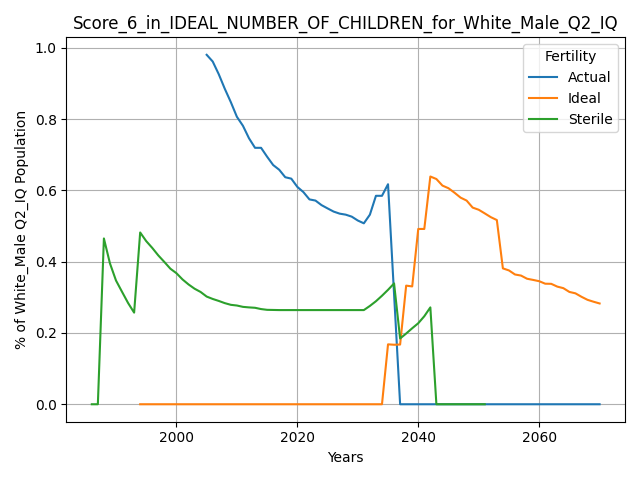 Score_6_in_IDEAL_NUMBER_OF_CHILDREN_for_White_Male_Q2_IQ
Fertility
Actual
Ideal
Sterile
% of White_Male Q2_IQ Population
1.0
0.8
0.6
0.4
0.2
0.0
2000
2020
2040
2060
Years